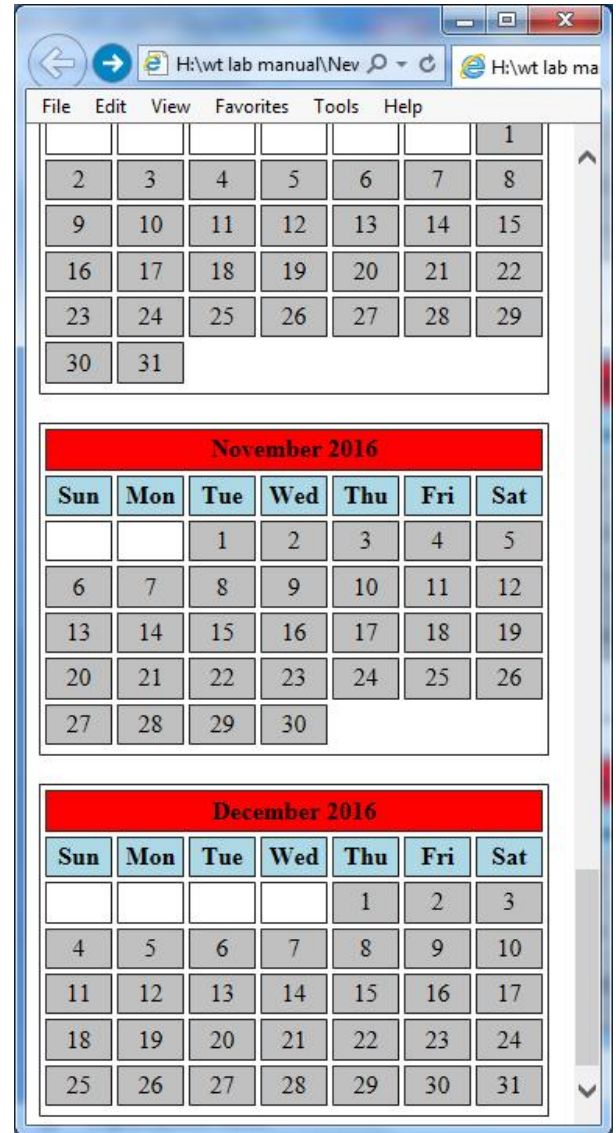 H:\wt lab manual\Nev
H:\wt lab ma
File Edit View Favorites Tools Help
1
2 3 4 5 6 7 8
9 10 11 12 13 14 15
16 17 18 19 20 21 22
23 24 25 26 27 28 29
30 31
November 2016
Sun Mon Tue Wed Thu Fri Sat
1 2 3 4 5
6 7 8 9 10 11 12
13 14 15 16 17 18 19
20 21 22 23 24 25 26
27 28 29 30
December 2016
Sun Mon Tue Wed Thu Fri Sat
1 2 3
4 5 6 7 8 9 10
11 12 13 14 15 16 17
18 19 20 21 22 23 24
25 26 27 28 29 30 31